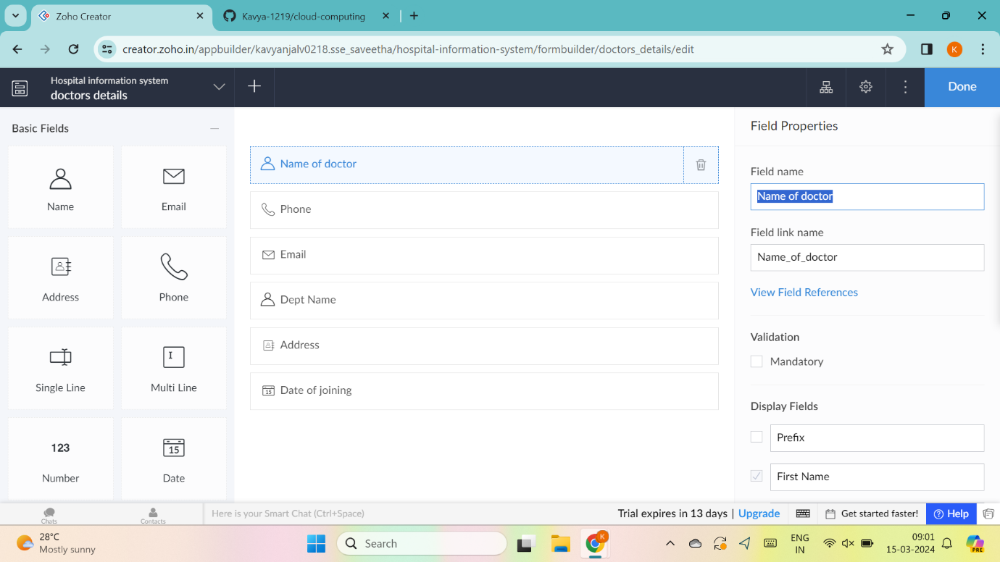 Zoho Creator
Kavya-1219/cloud-computing
creator.zoho.in/appbuilder/kavyanjalv0218.sse_saveetha/hospital-information-system/formbuilder/doctors_details/edit
K
Hospital information system
doctors details
Done
Basic Fields
Name
Email
Address
Phone
Single Line
Multi Line
123
Number
15
Date
Name of doctor
Phone
Email
Dept Name
Address
15 Date of joining
Field Properties
Field name
Name of doctor
Field link name
Name_of_doctor
View Field References
Validation
Mandatory
Display Fields
Prefix
First Name
Chats
Contacts
Here is your Smart Chat (Ctrl+Space)
Trial expires in 13 days | Upgrade
Get started faster!
? Help
28°C
Mostly sunny
Search
K
ENG
IN
09:01
15-03-2024
PRE